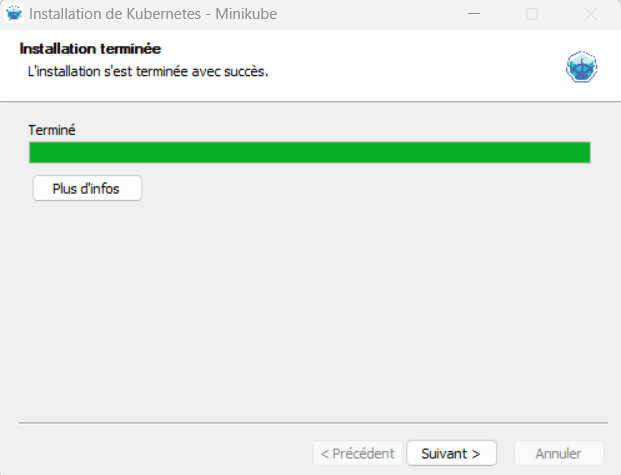 Installation de Kubernetes - Minikube
Installation terminée
L'installation s'est terminée avec succès.
Terminé
Plus d'infos
< Précédent Suivant > Annuler